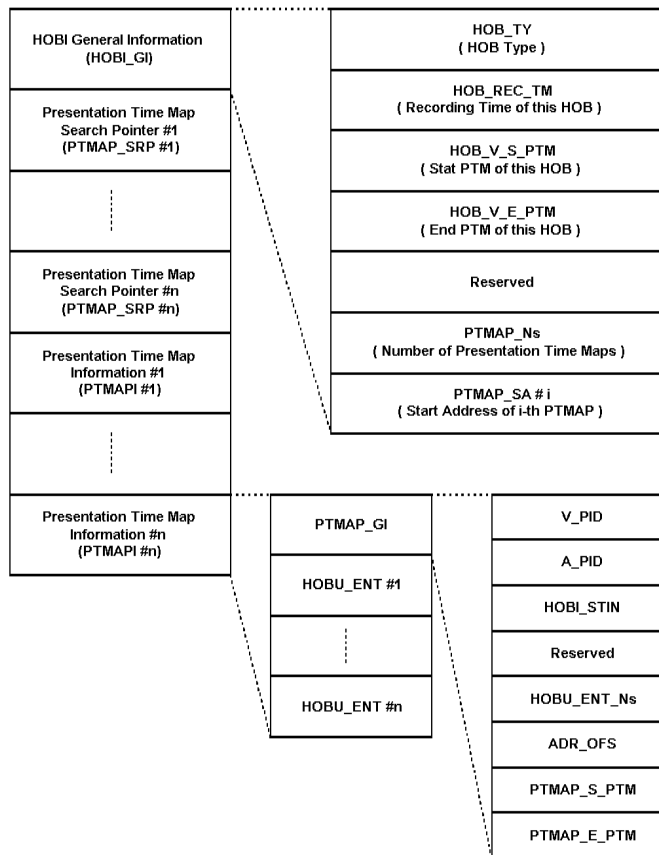 HOBI General Information
(HOBI_GI)
Presentation Time Map
Search Pointer #1
(PTMAP_SRP #1)
Presentation Time Map
Search Pointer #n
(PTMAP_SRP #n)
Presentation Time Map
Information #1
(PTMAPI #1)
Presentation Time Map
Information #n
(PTMAPI #n)
HOB_TY
( HOB Type )
HOB_REC_TM
( Recording Time of this HOB )
HOB_V_S_PTM
( Stat PTM of this HOB )
HOB_V_E_PTM
( End PTM of this HOB )
Reserved
PTMAP_Ns
( Number of Presentation Time Maps )
PTMAP_SA # i
( Start Address of i-th PTMAP )
PTMAP_GI
HOBU_ENT #1
HOBU_ENT #n
V_PID
A_PID
HOBI_STIN
Reserved
HOBU_ENT_Ns
ADR_OFS
PTMAP_S_PTM
PTMAP_E_PTM